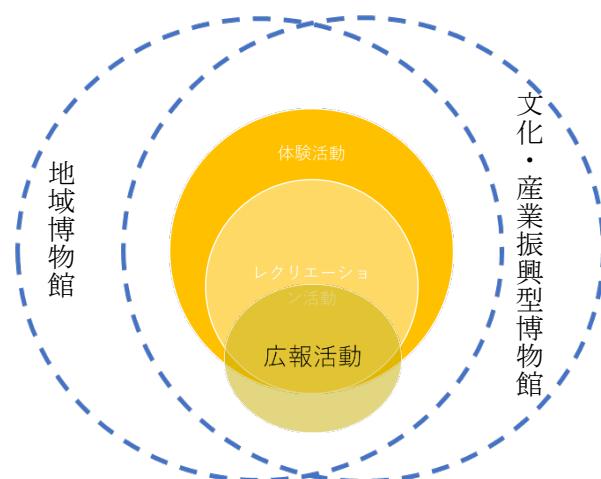 体験活動
文化・産業振興型博物館
地域博物館
レクリエーショ
ン活動
広報活動